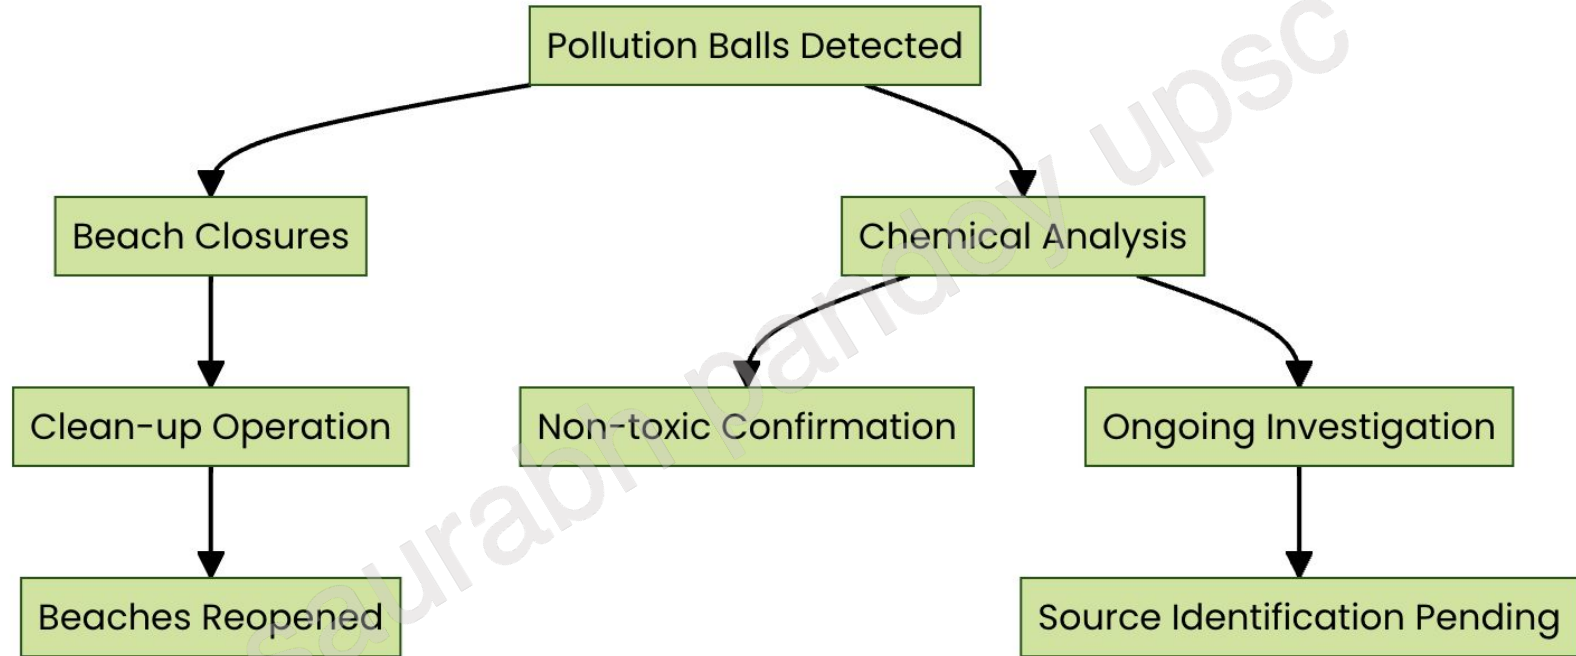 Pollution Balls Detected
Beach Closures
Chemical Analysis
Clean-up Operation
Non-toxic Confirmation
Ongoing Investigation
Beaches Reopened
Source Identification Pending
saurabh pandey upsc